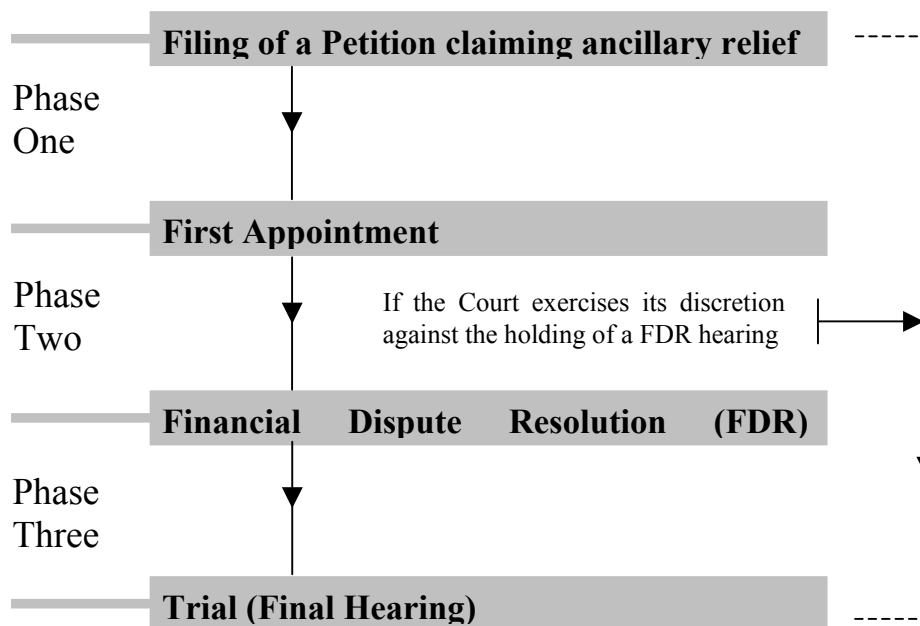 Filing of a Petition claiming ancillary relief
Phase
One
First Appointment
Phase
Two
If the Court exercises its discretion
against the holding of a FDR hearing
Financial Dispute Resolution (FDR)
Phase
Three
Trial (Final Hearing)